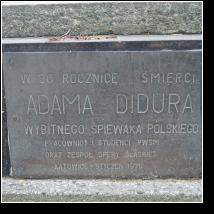 W 30 ROCZNICĘ ŚMIERCI
ADAMA DIDURA
WYBITNEGO ŚPIEWAKA POLSKIEGO
PRACOWNICY I STUDENCI PWSM
ORAZ ZESPÓŁ OPERY ŚLĄSKIEJ
KATOWICE - STYCZEŃ 1976